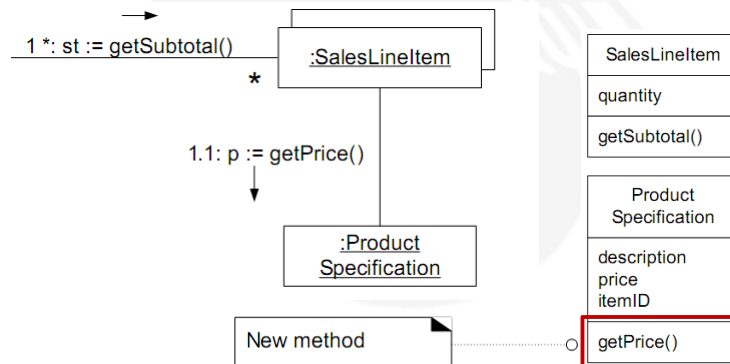 1 *: st := getSubtotal()
*
:SalesLineItem
1.1: p := getPrice()
:Product
Specification
New method
SalesLineItem
quantity
getSubtotal()
Product
Specification
description
price
itemID
getPrice()